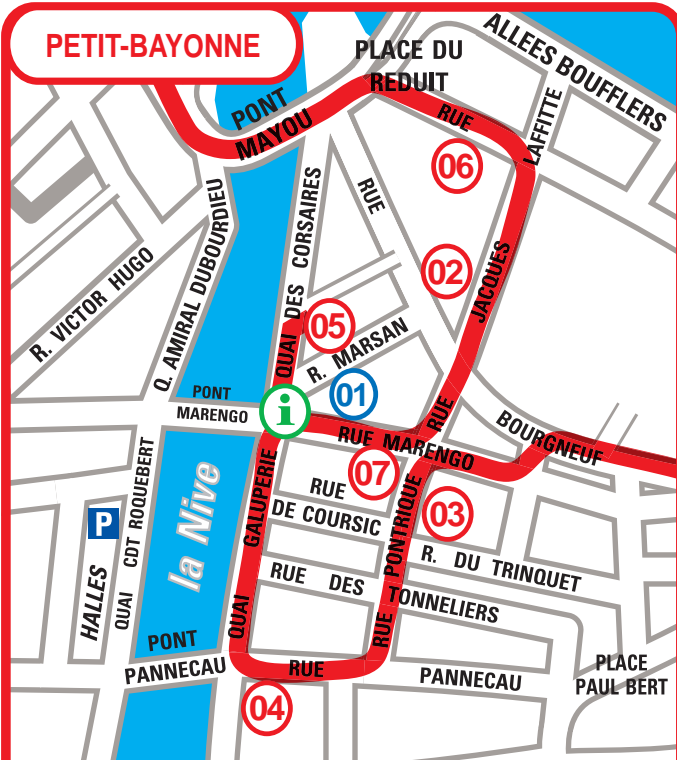 PETIT-BAYONNE
PLACE DU
REDUIT
ALLEES BOUFFLERS
PONT
MAYOU
RUE
LAFFITTE
06
RUE
QUAI DES CORSAIRES
Q. AMIRAL DUBOURDIEU
R. VICTOR HUGO
02
JACQUES
05
R. MARSAN
01
i
PONT
MARENGO
RUE
RUE MARENGO
BOURGNEUF
07
RUE
DE COURSIC
03
la Nive
GALUPERIE
QUAI
QUAI CDT ROQUEBERT
P
HALLES
PONTRIQUE
RUE
R. DU TRINQUET
RUE DES
TONNELIERS
PONT
PANNECAU
RUE
PANNECAU
PLACE
PAUL BERT
04